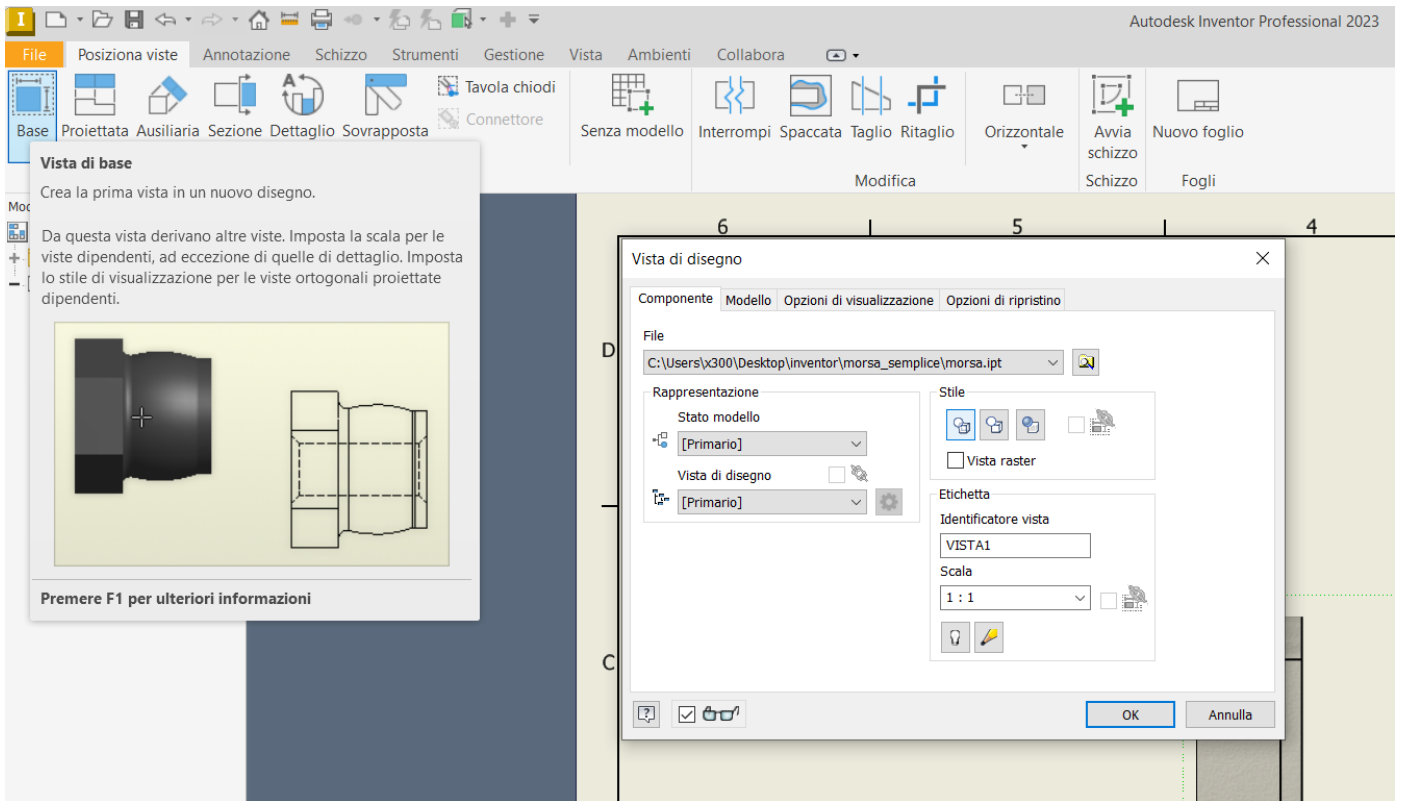 Autodesk Inventor Professional 2023
File Posiziona viste Annotazione Schizzo Strumenti Gestione Vista Ambienti Collabora
Tavola chiodi
Connettore
Base Proiettata Ausiliaria Sezione Dettaglio Sovrapposta Senza modello Interrompi Spaccata Taglio Ritaglio Orizzontale Avvia schizzo Nuovo foglio
Modifica Schizzo Fogli
Vista di base
Crea la prima vista in un nuovo disegno.
Da questa vista derivano altre viste. Imposta la scala per le
viste dipendenti, ad eccezione di quelle di dettaglio. Imposta
lo stile di visualizzazione per le viste ortogonali proiettate
dipendenti.
Premere F1 per ulteriori informazioni
6 5 4
D
C
Vista di disegno
Componente Modello Opzioni di visualizzazione Opzioni di ripristino
File
C:\Users\x300\Desktop\inventor\morsa_semplice\morsa.ipt
Rappresentazione
Stato modello
[Primario]
Vista di disegno
[Primario]
Stile
Vista raster
Etichetta
Identificatore vista
VISTA1
Scala
1 : 1
OK Annulla